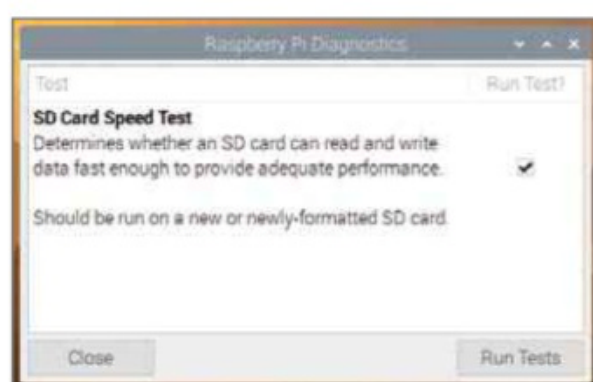 Raspberry Pi Diagnostics
Test Run Test?
SD Card Speed Test
Determines whether an SD card can read and write
data fast enough to provide adequate performance.
Should be run on a new or newly-formatted SD card.
Close Run Tests